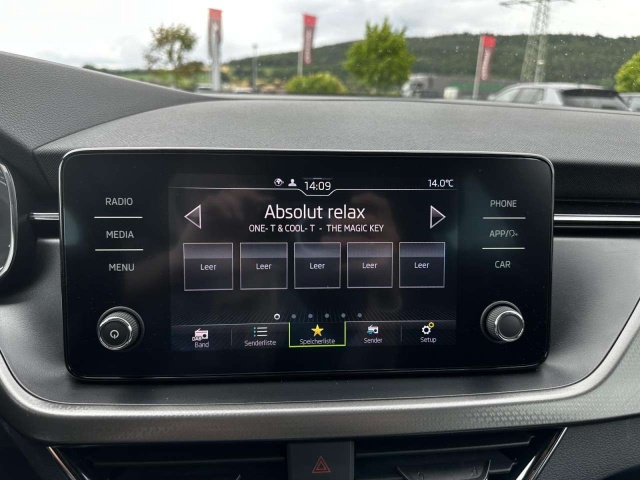 14:09
14.0°C
Absolut relax
ONE- T & COOL- T - THE MAGIC KEY
Leer
Leer
Leer
Leer
Leer
DAB
Band
Senderliste
Speicherliste
Sender
Setup
RADIO
MEDIA
MENU
PHONE
APP/
CAR